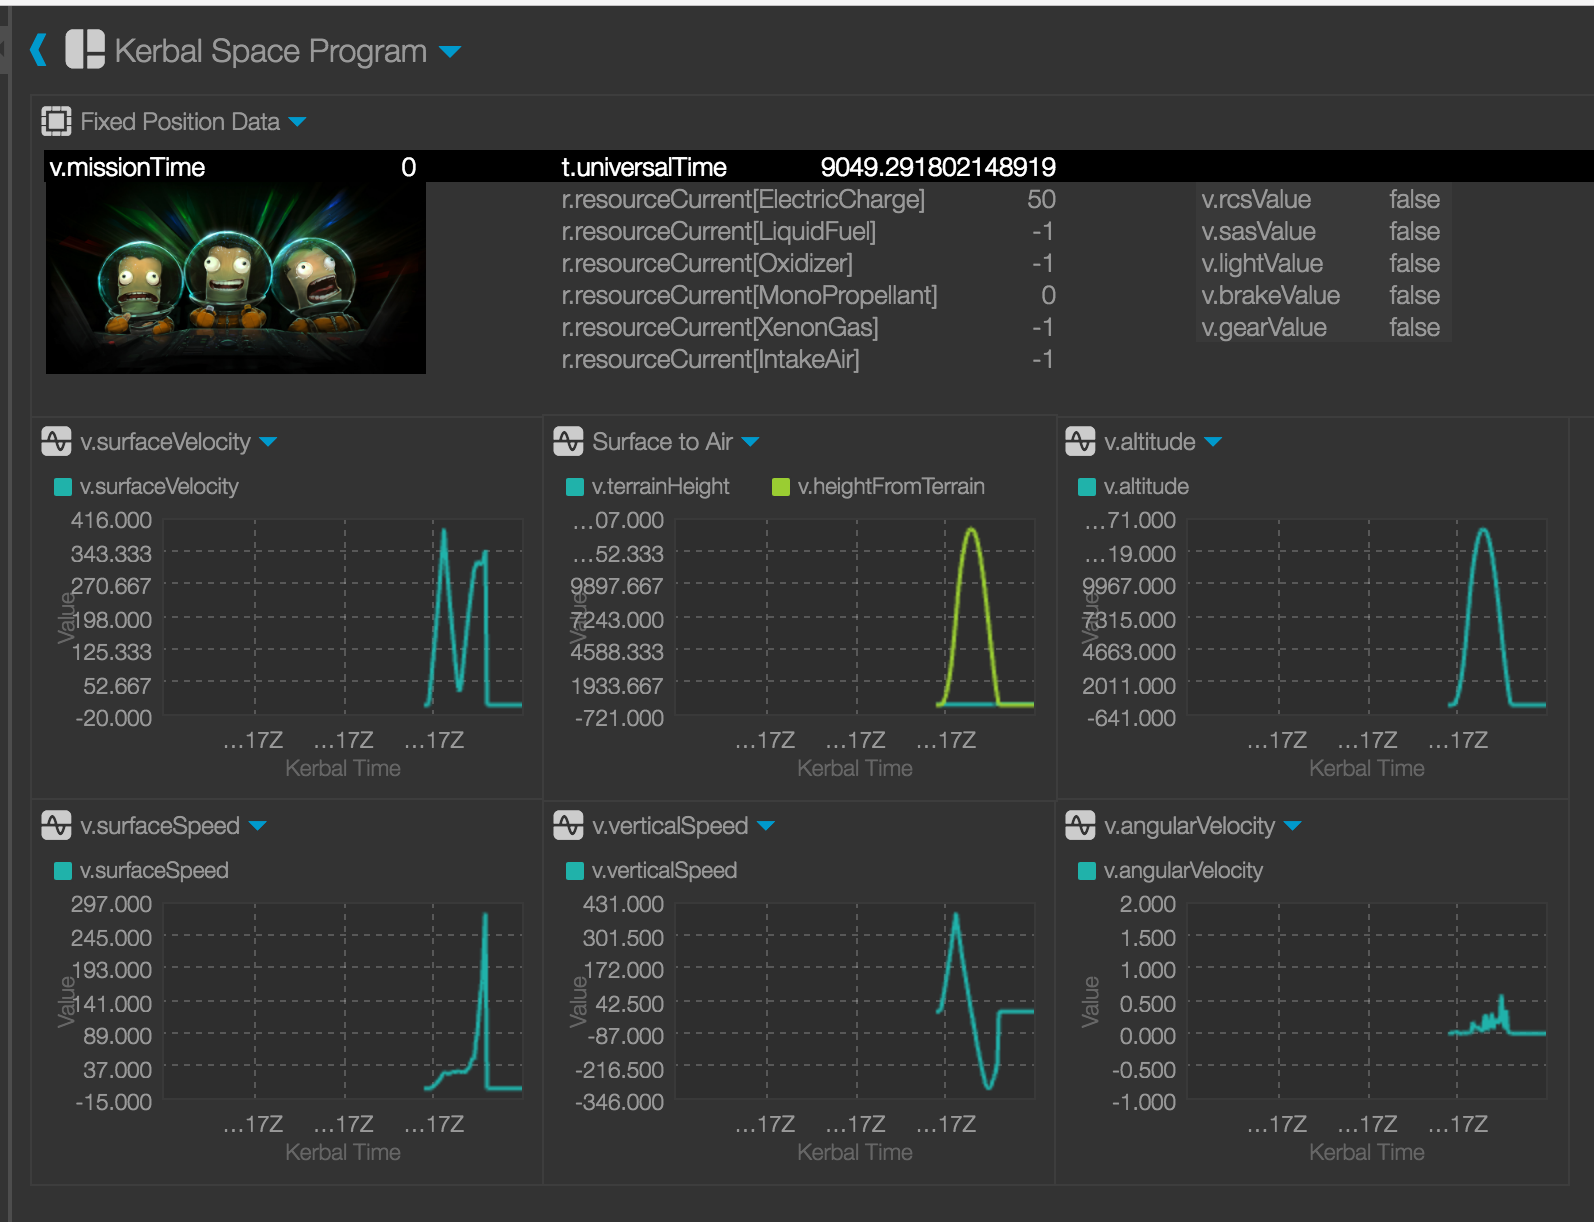 Kerbal Space Program
Fixed Position Data
v.missionTime 0 t.universalTime 9049.291802148919
r.resourceCurrent[ElectricCharge] 50 v.rcsValue false
r.resourceCurrent[LiquidFuel] -1 v.sasValue false
r.resourceCurrent[Oxidizer] -1 v.lightValue false
r.resourceCurrent[MonoPropellant] 0 v.brakeValue false
r.resourceCurrent[XenonGas] -1 v.gearValue false
r.resourceCurrent[IntakeAir] -1
v.surfaceVelocity
v.surfaceVelocity
416.000
343.333
270.667
198.000
125.333
52.667
-20.000
Value
...17Z ...17Z ...17Z
Kerbal Time
Surface to Air
v.terrainHeight v.heightFromTerrain
...07.000
...52.333
9897.667
7243.000
4588.333
1933.667
-721.000
Value
...17Z ...17Z ...17Z
Kerbal Time
v.altitude
v.altitude
...71.000
...19.000
9967.000
7315.000
4663.000
2011.000
-641.000
Value
...17Z ...17Z ...17Z
Kerbal Time
v.surfaceSpeed
v.surfaceSpeed
297.000
245.000
193.000
141.000
89.000
37.000
-15.000
Value
...17Z ...17Z ...17Z
Kerbal Time
v.verticalSpeed
v.verticalSpeed
431.000
301.500
172.000
42.500
-87.000
-216.500
-346.000
Value
...17Z ...17Z ...17Z
Kerbal Time
v.angularVelocity
v.angularVelocity
2.000
1.500
1.000
0.500
0.000
-0.500
-1.000
Value
...17Z ...17Z ...17Z
Kerbal Time